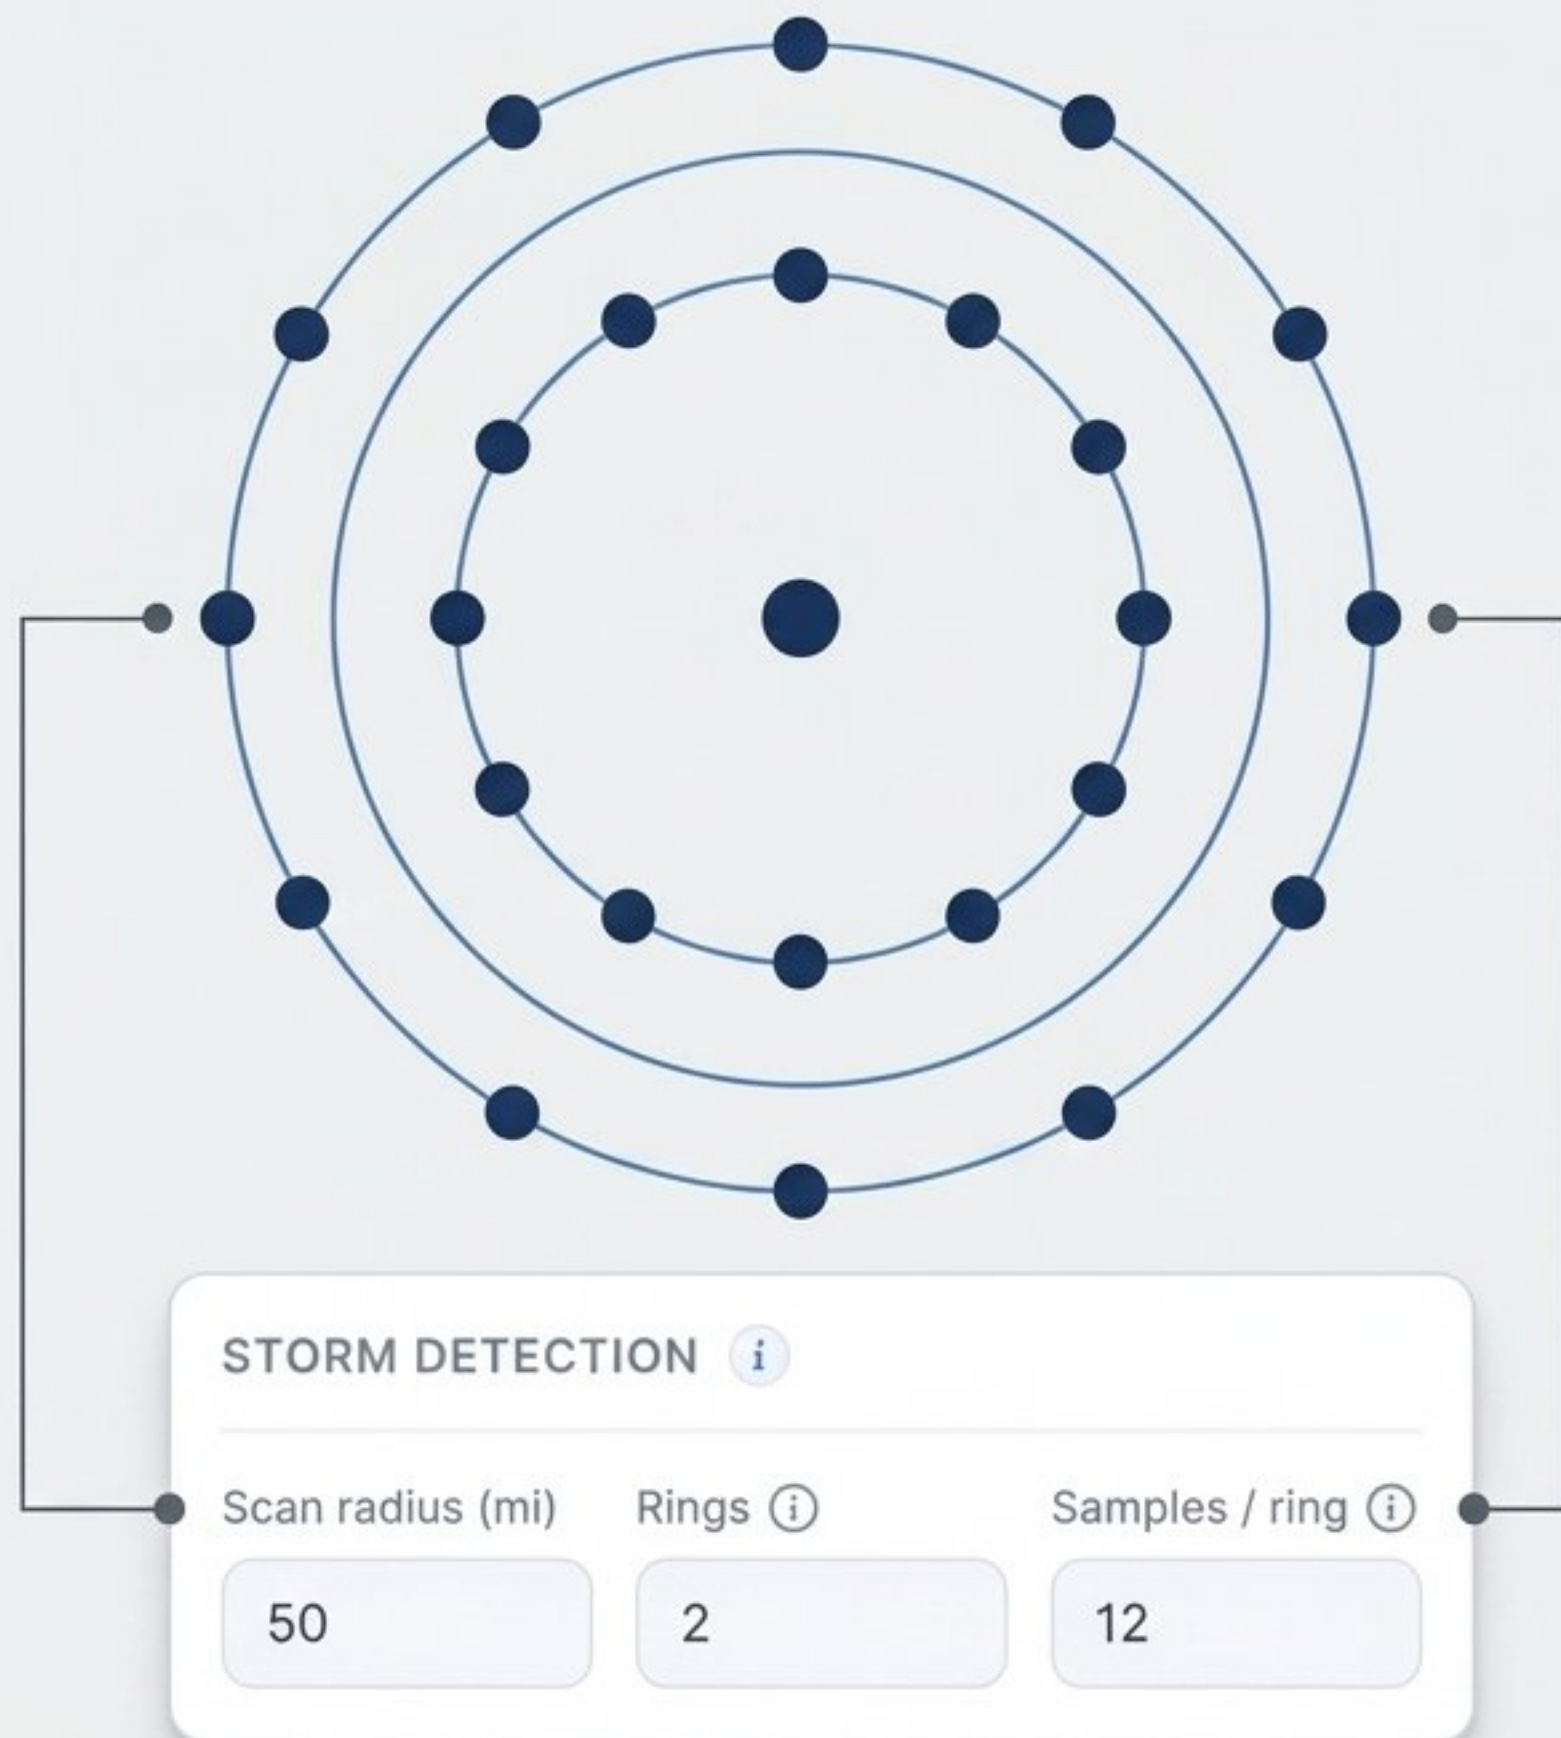 STORM DETECTION i
Scan radius (mi) Rings i Samples / ring i
50 2 12